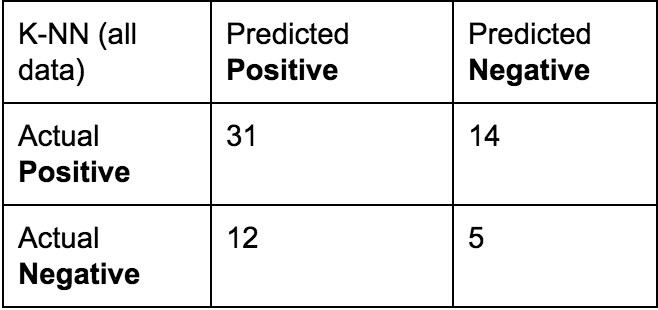 K-NN (all Predicted Predicted
data) Positive Negative
Actual 31 14
Positive
Actual 12 5
Negative